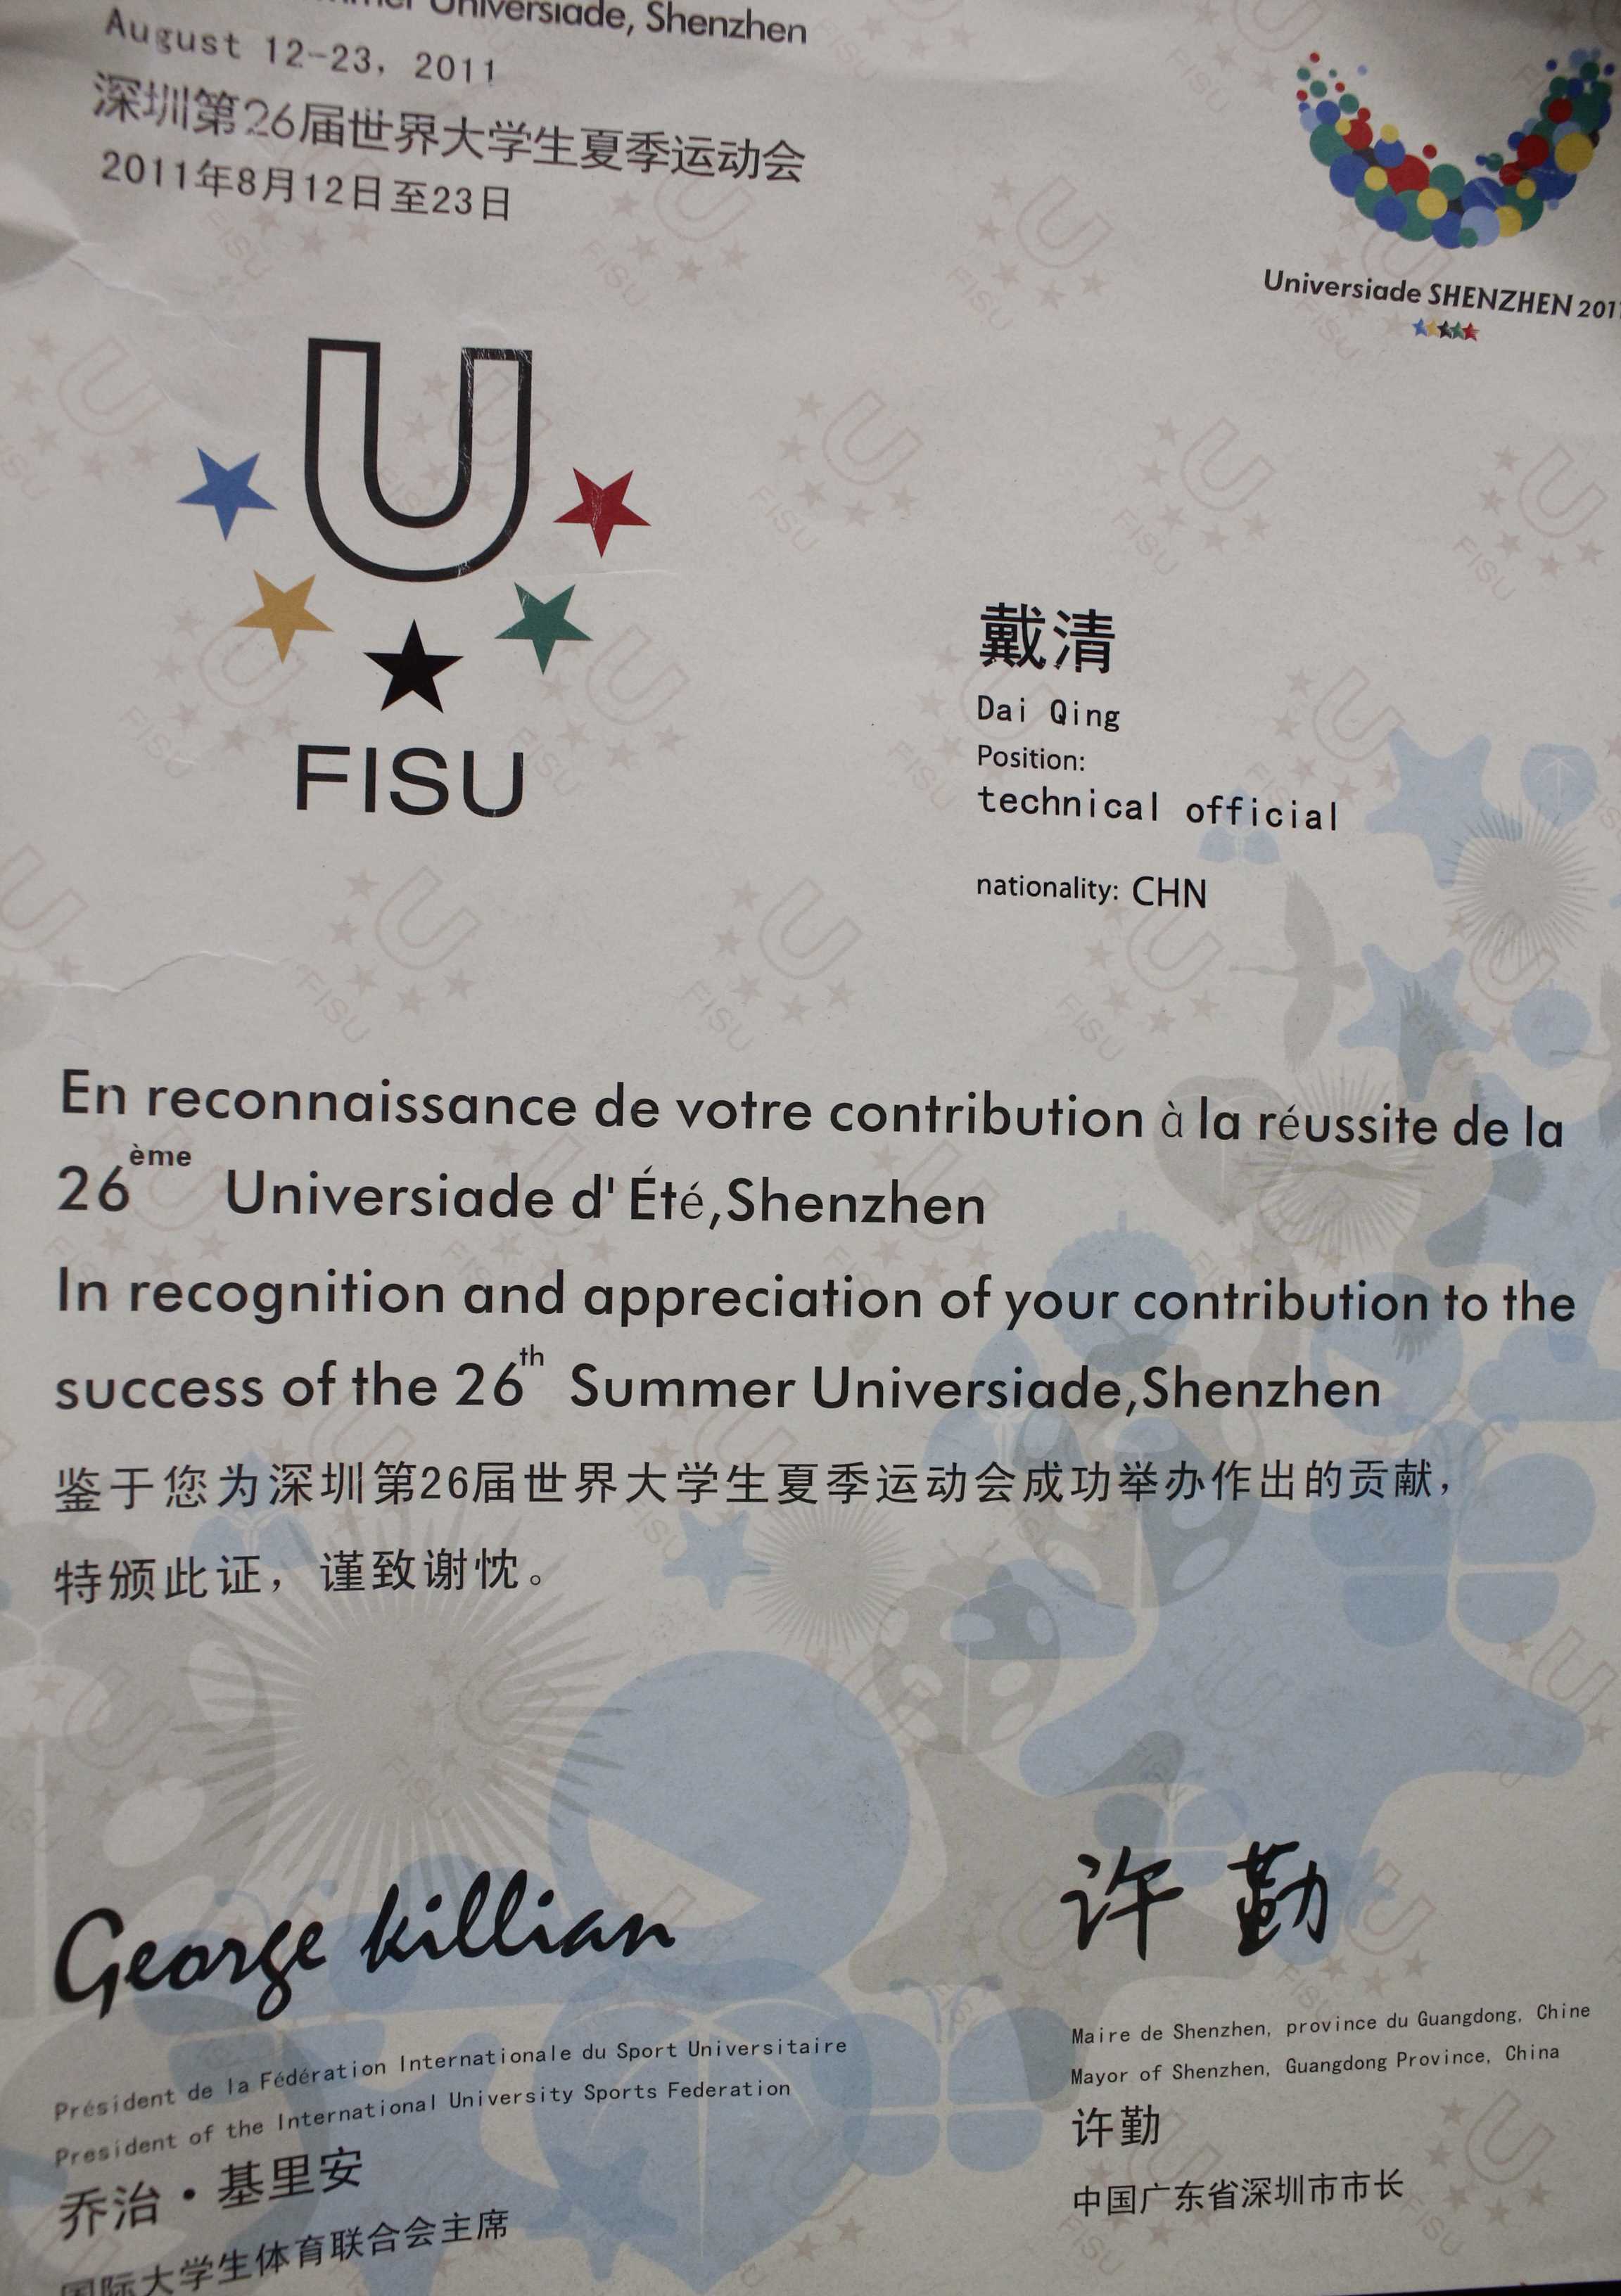 Universiade, Shenzhen
August 12-23, 2011
深圳第26届世界大学生夏季运动会
2011年8月12日至23日
Universiade SHENZHEN 2011
U
FISU
戴清
Dai Qing
Position:
technical official
nationality: CHN
En reconnaissance de votre contribution à la réussite de la
26ème Universiade d'Été,Shenzhen
In recognition and appreciation of your contribution to the
success of the 26th Summer Universiade,Shenzhen
鉴于您为深圳第26届世界大学生夏季运动会成功举办作出的贡献，
特颁此证，谨致谢忱。
George Killian
Président de la Fédération Internationale du Sport Universitaire
President of the International University Sports Federation
乔治·基里安
国际大学生体育联合会主席
许勤
Maire de Shenzhen, province du Guangdong, Chine
Mayor of Shenzhen, Guangdong Province, China
许勤
中国广东省深圳市市长